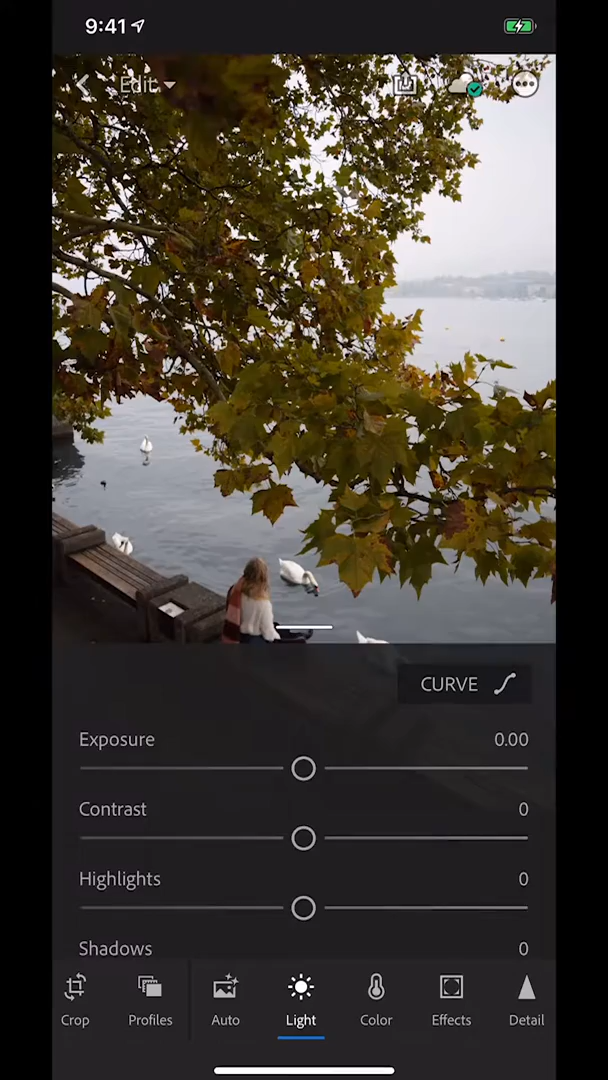 9:41
Edit
CURVE
Exposure 0.00
Contrast 0
Highlights 0
Shadows 0
Crop Profiles Auto Light Color Effects Detail